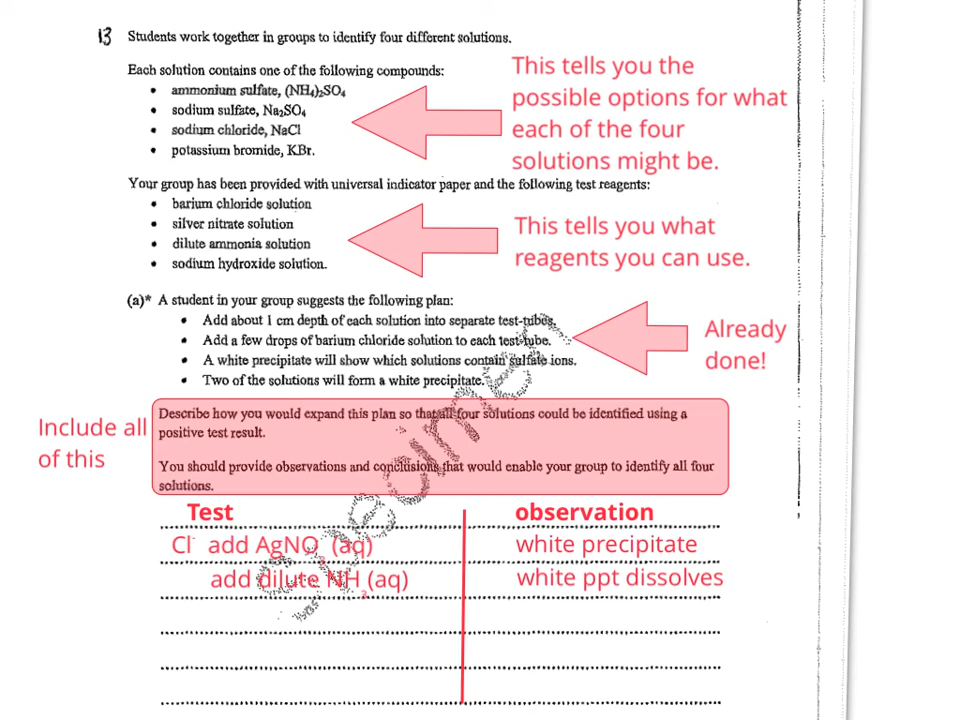 13 Students work together in groups to identify four different solutions.
Each solution contains one of the following compounds:
• ammonium sulfate, (NH₄)₂SO₄
• sodium sulfate, Na₂SO₄
• sodium chloride, NaCl
• potassium bromide, KBr.
This tells you the
possible options for what
each of the four
solutions might be.
Your group has been provided with universal indicator paper and the following test reagents:
• barium chloride solution
• silver nitrate solution
• dilute ammonia solution
• sodium hydroxide solution.
This tells you what
reagents you can use.
(a)* A student in your group suggests the following plan:
• Add about 1 cm depth of each solution into separate test-tubes.
• Add a few drops of barium chloride solution to each test-tube.
• A white precipitate will show which solutions contain sulfate ions.
• Two of the solutions will form a white precipitate.
Already
done!
Include all
of this
Describe how you would expand this plan so that all four solutions could be identified using a
positive test result.
You should provide observations and conclusions that would enable your group to identify all four
solutions.
Specimen
Test observation
Cl⁻ add AgNO₃ (aq) white precipitate
add dilute NH₃ (aq) white ppt dissolves